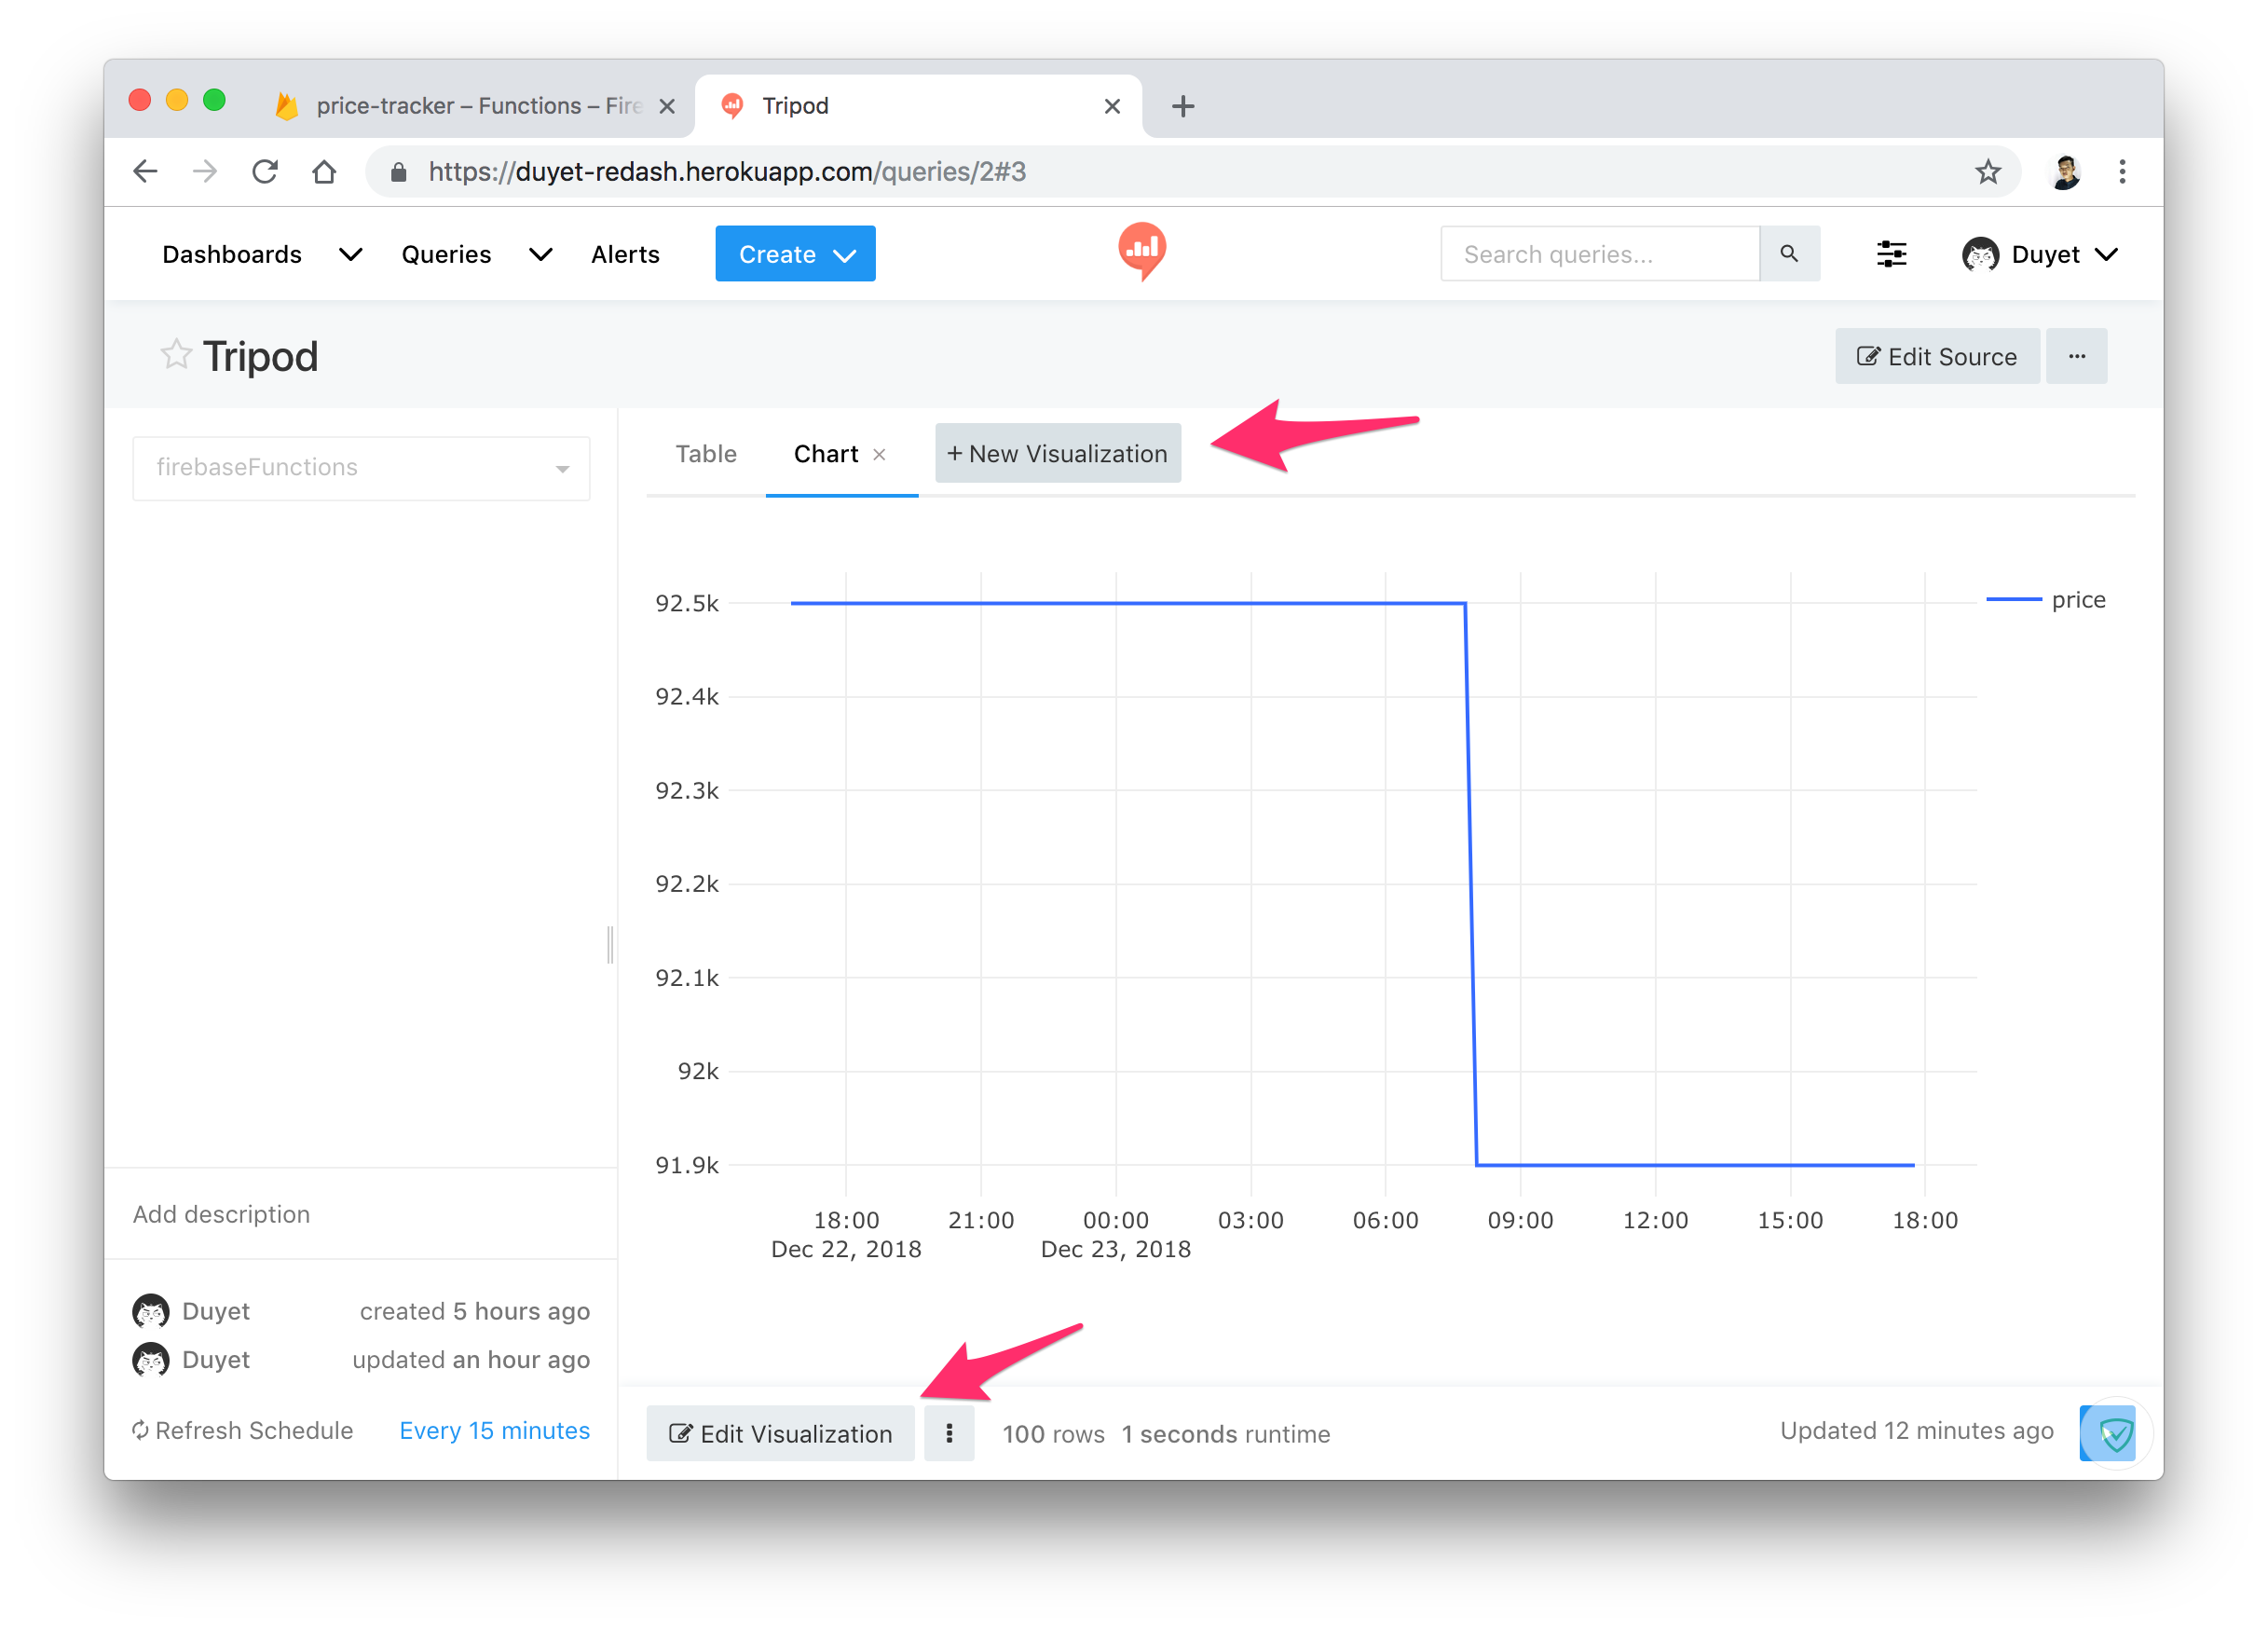 price-tracker – Functions – Fire
Tripod
https://duyet-redash.herokuapp.com/queries/2#3
Dashboards Queries Alerts Create Search queries... Duyet
Tripod
Edit Source
firebaseFunctions
Table Chart × + New Visualization
92.5k
92.4k
92.3k
92.2k
92.1k
92k
91.9k
price
18:00 21:00 00:00 03:00 06:00 09:00 12:00 15:00 18:00
Dec 22, 2018 Dec 23, 2018
Add description
Duyet created 5 hours ago
Duyet updated an hour ago
Refresh Schedule Every 15 minutes
Edit Visualization 100 rows 1 seconds runtime Updated 12 minutes ago